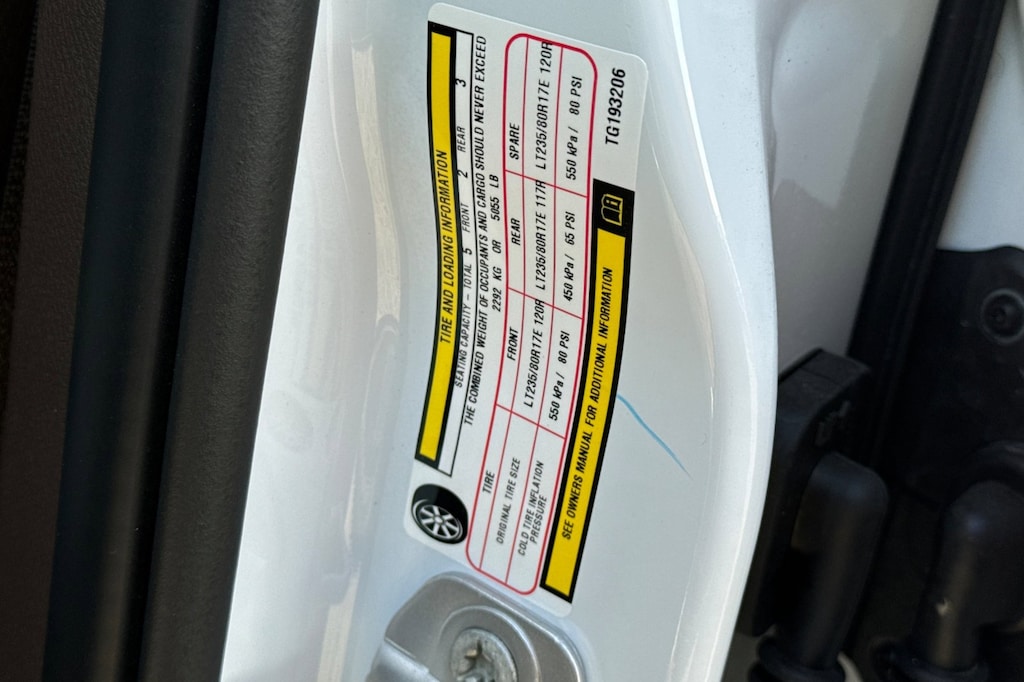 TIRE AND LOADING INFORMATION
SEATING CAPACITY – TOTAL 5 FRONT 2 REAR 3
THE COMBINED WEIGHT OF OCCUPANTS AND CARGO SHOULD NEVER EXCEED
2292 KG OR 5055 LB
TIRE FRONT REAR SPARE
ORIGINAL TIRE SIZE LT235/80R17E 120R LT235/80R17E 117R LT235/80R17E 120R
COLD TIRE INFLATION PRESSURE 550 kPa / 80 PSI 450 kPa / 65 PSI 550 kPa / 80 PSI
SEE OWNERS MANUAL FOR ADDITIONAL INFORMATION
TG193206